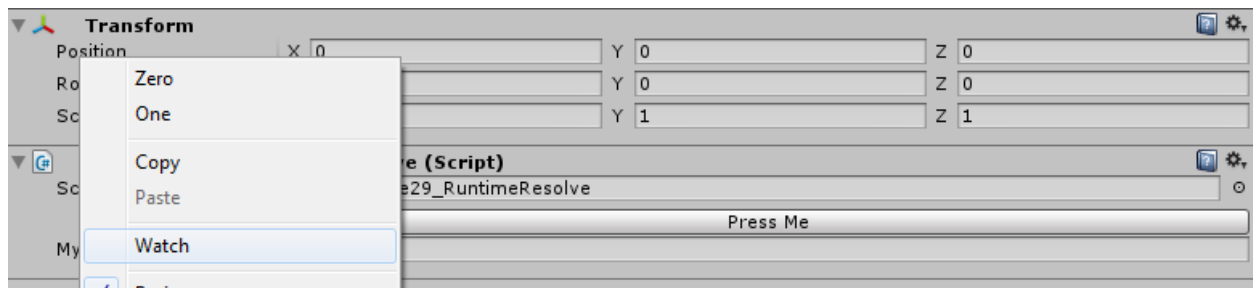 Transform
Position X 0 Y 0 Z 0
Ro Y 0 Z 0
Sc Y 1 Z 1
Zero
One
Copy
Paste
Watch
e (Script)
Sc e29_RuntimeResolve
Press Me
My